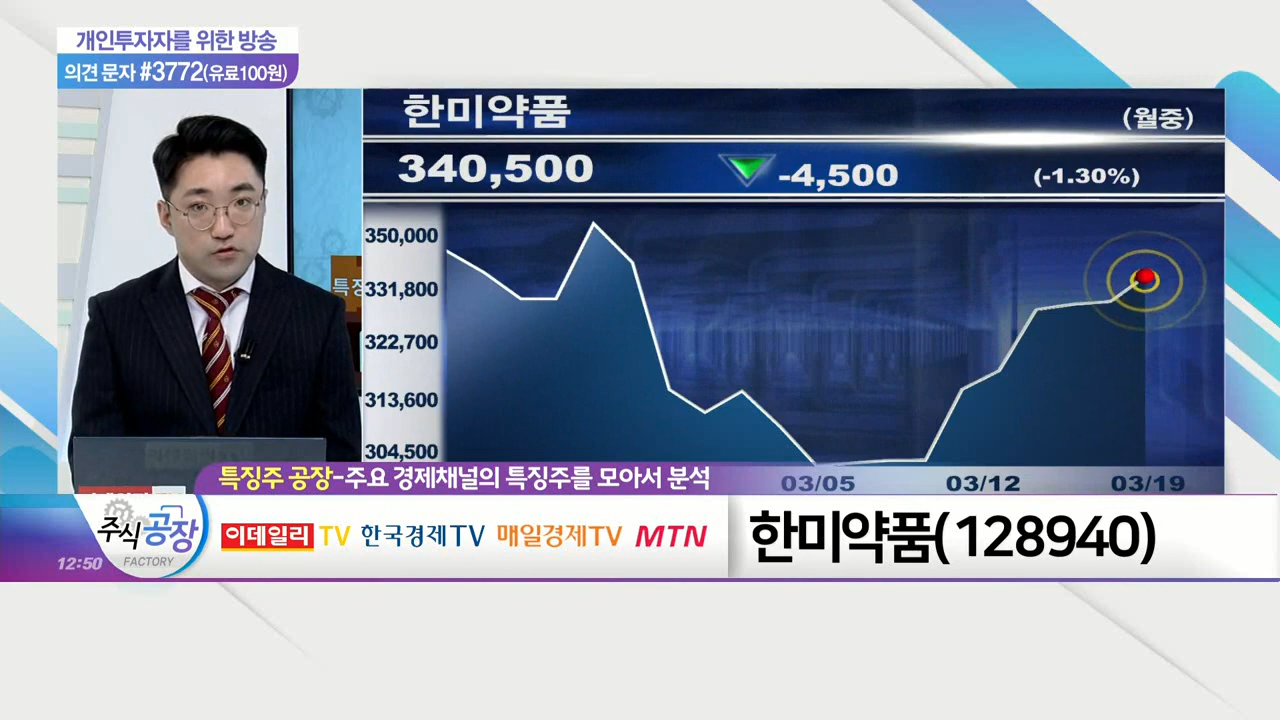 개인투자자를 위한 방송
의견 문자 #3772(유료100원)
한미약품
(월중)
340,500
-4,500
(-1.30%)
특징
350,000
331,800
322,700
313,600
304,500
03/05
03/12
03/19
특징주 공장-주요 경제채널의 특징주를 모아서 분석
주식공장
FACTORY
12:50
이데일리 TV 한국경제TV 매일경제TV MTN
한미약품(128940)